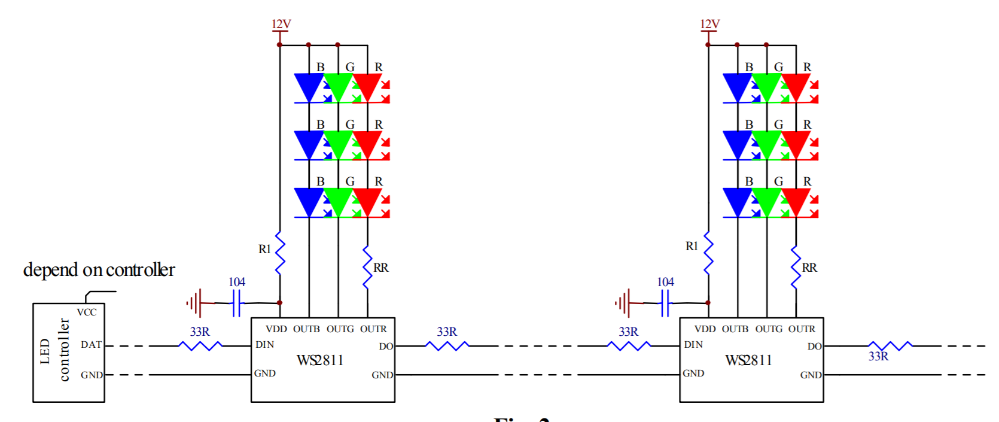 12V
12V
B G R
B G R
B G R
B G R
B G R
B G R
R1
RR
R1
RR
depend on controller
104
104
VCC
LED controller
DAT
GND
33R
VDD OUTB OUTG OUTR
DIN
DO
WS2811
GND
GND
33R
33R
VDD OUTB OUTG OUTR
DIN
DO
WS2811
GND
GND
33R